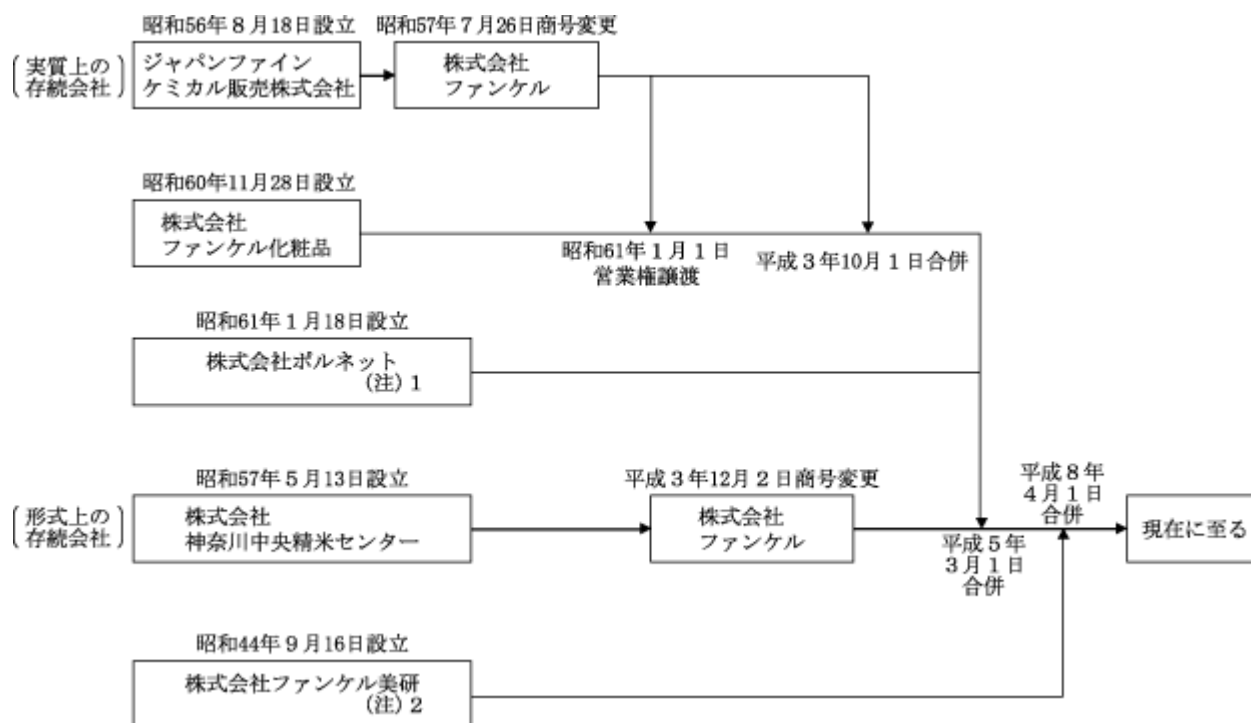 昭和56年8月18日設立
昭和57年7月26日商号変更
実質上の
存続会社
ジャパンファイン
ケミカル販売株式会社
株式会社
ファンケル
昭和60年11月28日設立
株式会社
ファンケル化粧品
昭和61年1月1日
営業権譲渡
平成3年10月1日合併
昭和61年1月18日設立
株式会社ポルネット
(注)1
昭和57年5月13日設立
平成3年12月2日商号変更
平成8年
4月1日
合併
形式上の
存続会社
株式会社
神奈川中央精米センター
株式会社
ファンケル
現在に至る
平成5年
3月1日
合併
昭和44年9月16日設立
株式会社ファンケル美研
(注)2